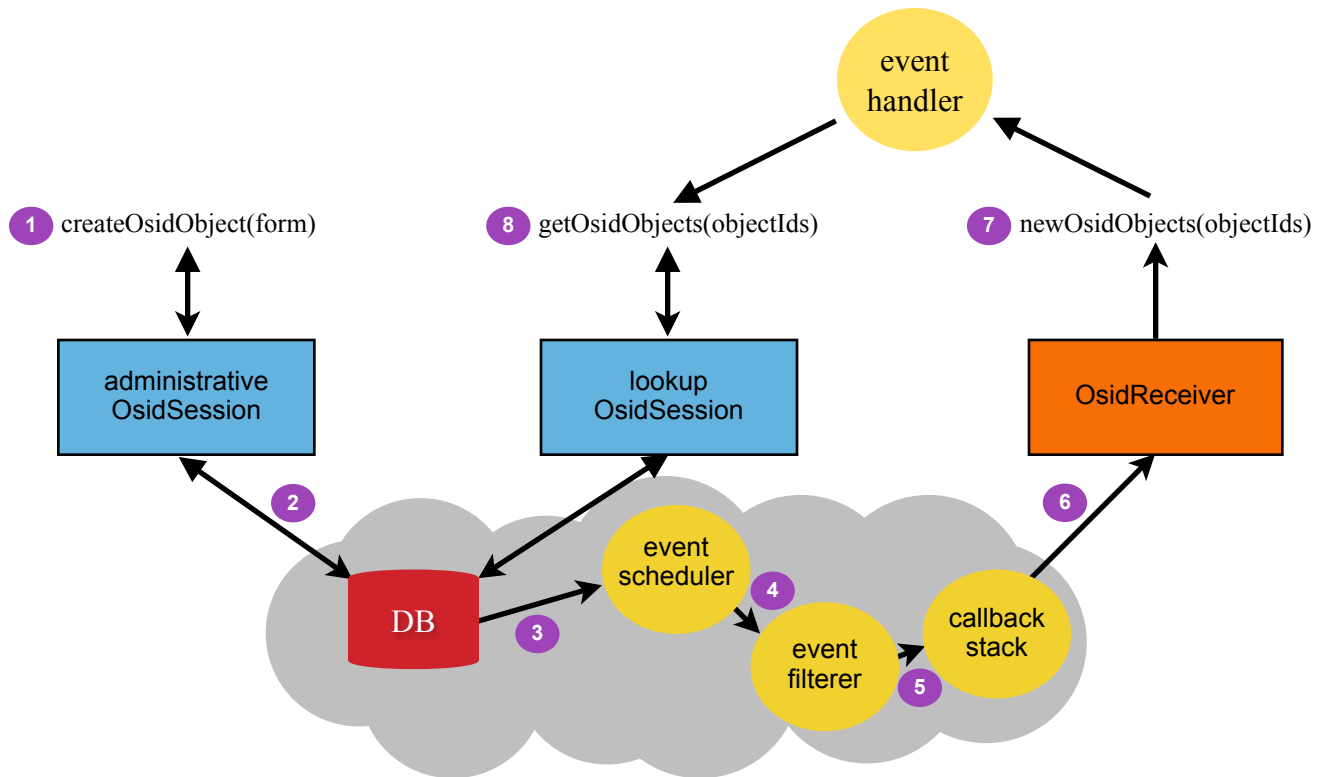 event
handler
1 createOsidObject(form)
8 getOsidObjects(objectIds)
7 newOsidObjects(objectIds)
administrative
OsidSession
lookup
OsidSession
OsidReceiver
2
6
event
scheduler
4
DB
3
callback
stack
event
filterer
5